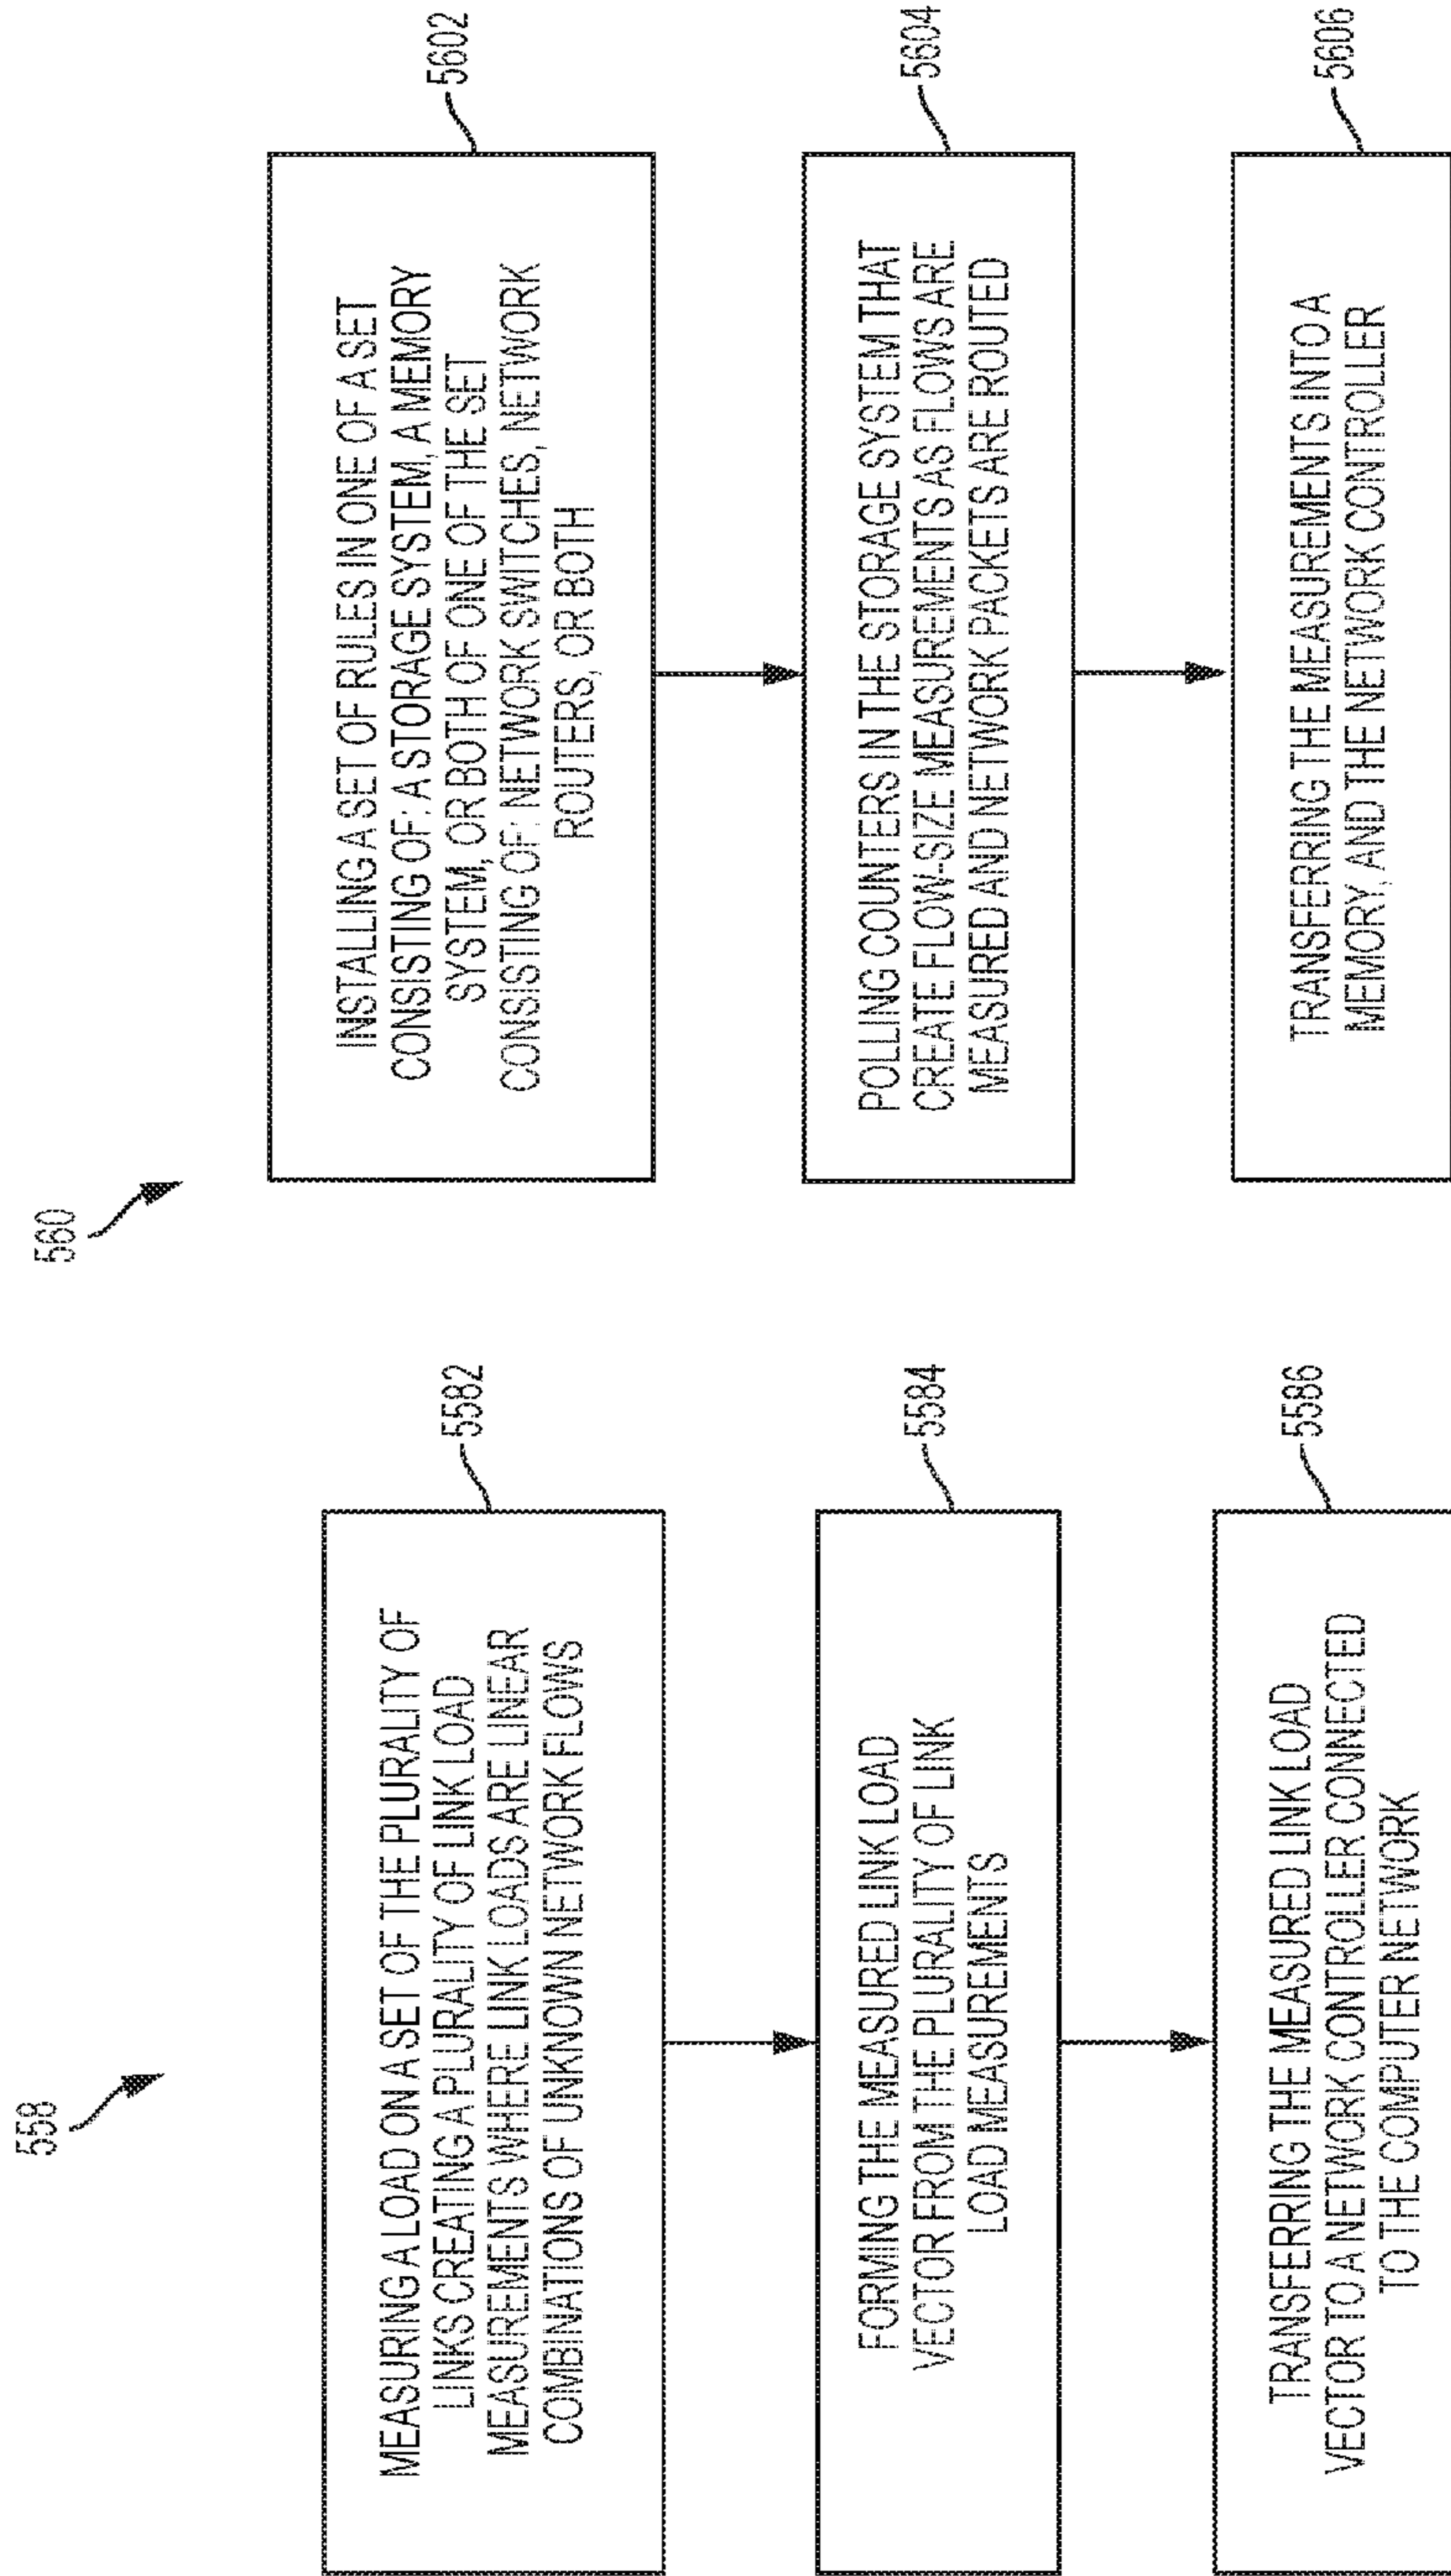 558
MEASURING A LOAD ON A SET OF THE PLURALITY OF
LINKS CREATING A PLURALITY OF LINK LOAD
MEASUREMENTS WHERE LINK LOADS ARE LINEAR
COMBINATIONS OF UNKNOWN NETWORK FLOWS
5582
FORMING THE MEASURED LINK LOAD
VECTOR FROM THE PLURALITY OF LINK
LOAD MEASUREMENTS
5584
TRANSFERRING THE MEASURED LINK LOAD
VECTOR TO A NETWORK CONTROLLER CONNECTED
TO THE COMPUTER NETWORK
5586
560
INSTALLING A SET OF RULES IN ONE OF A SET
CONSISTING OF: A STORAGE SYSTEM, A MEMORY
SYSTEM, OR BOTH OF ONE OF THE SET
CONSISTING OF: NETWORK SWITCHES, NETWORK
ROUTERS, OR BOTH
5602
POLLING COUNTERS IN THE STORAGE SYSTEM THAT
CREATE FLOW-SIZE MEASUREMENTS AS FLOWS ARE
MEASURED AND NETWORK PACKETS ARE ROUTED
5604
TRANSFERRING THE MEASUREMENTS INTO A
MEMORY, AND THE NETWORK CONTROLLER
5606